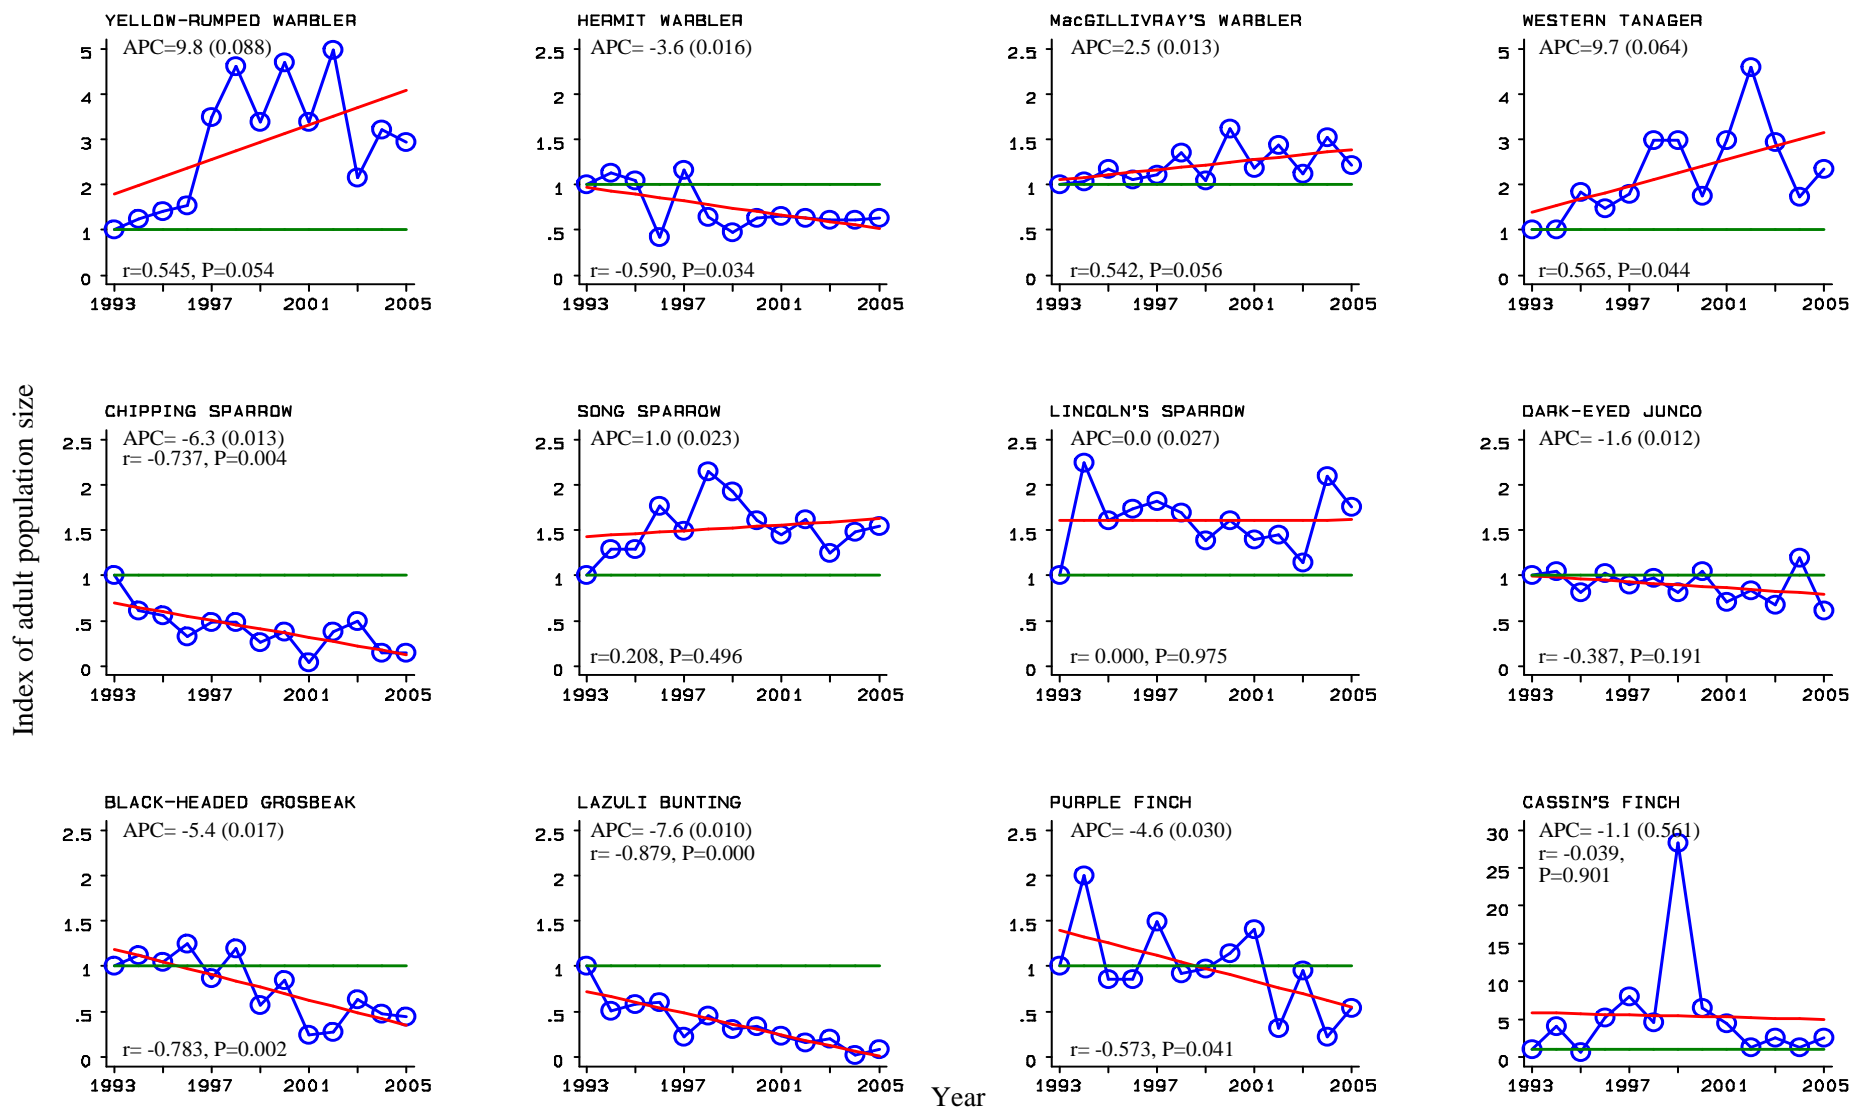 YELLOW-RUMPED WARBLER
APC=9.8 (0.088)
5
4
3
2
1
0
r=0.545, P=0.054
1993 1997 2001 2005
HERMIT WARBLER
APC= -3.6 (0.016)
2.5
2
1.5
1
.5
0
r= -0.590, P=0.034
1993 1997 2001 2005
MacGILLIVRAY'S WARBLER
APC=2.5 (0.013)
2.5
2
1.5
1
.5
0
r=0.542, P=0.056
1993 1997 2001 2005
WESTERN TANAGER
APC=9.7 (0.064)
5
4
3
2
1
0
r=0.565, P=0.044
1993 1997 2001 2005
Index of adult population size
CHIPPING SPARROW
APC= -6.3 (0.013)
r= -0.737, P=0.004
2.5
2
1.5
1
.5
0
1993 1997 2001 2005
SONG SPARROW
APC=1.0 (0.023)
2.5
2
1.5
1
.5
0
r=0.208, P=0.496
1993 1997 2001 2005
LINCOLN'S SPARROW
APC=0.0 (0.027)
2.5
2
1.5
1
.5
0
r= 0.000, P=0.975
1993 1997 2001 2005
DARK-EYED JUNCO
APC= -1.6 (0.012)
2.5
2
1.5
1
.5
0
r= -0.387, P=0.191
1993 1997 2001 2005
BLACK-HEADED GROSBEAK
APC= -5.4 (0.017)
2.5
2
1.5
1
.5
0
r= -0.783, P=0.002
1993 1997 2001 2005
LAZULI BUNTING
APC= -7.6 (0.010)
r= -0.879, P=0.000
2.5
2
1.5
1
.5
0
1993 1997 2001 2005
PURPLE FINCH
APC= -4.6 (0.030)
2.5
2
1.5
1
.5
0
r= -0.573, P=0.041
1993 1997 2001 2005
CASSIN'S FINCH
APC= -1.1 (0.561)
r= -0.039,
P=0.901
30
25
20
15
10
5
0
1993 1997 2001 2005
Year